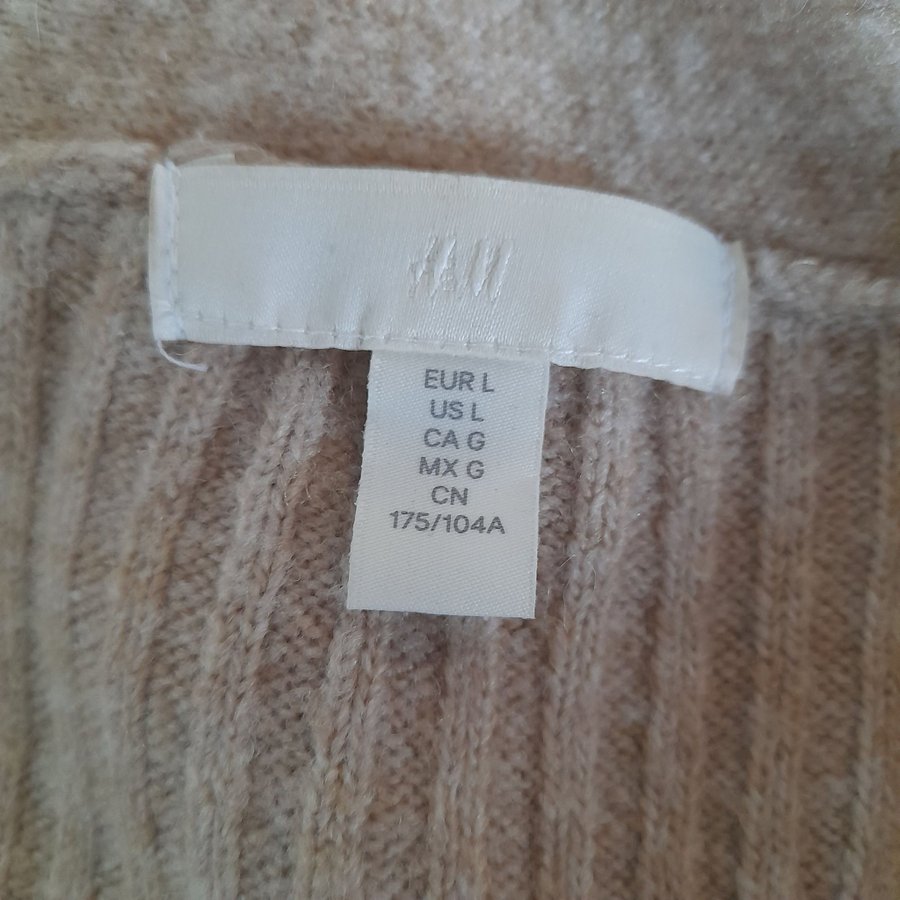 H&M
EUR L
US L
CA G
MX G
CN
175/104A